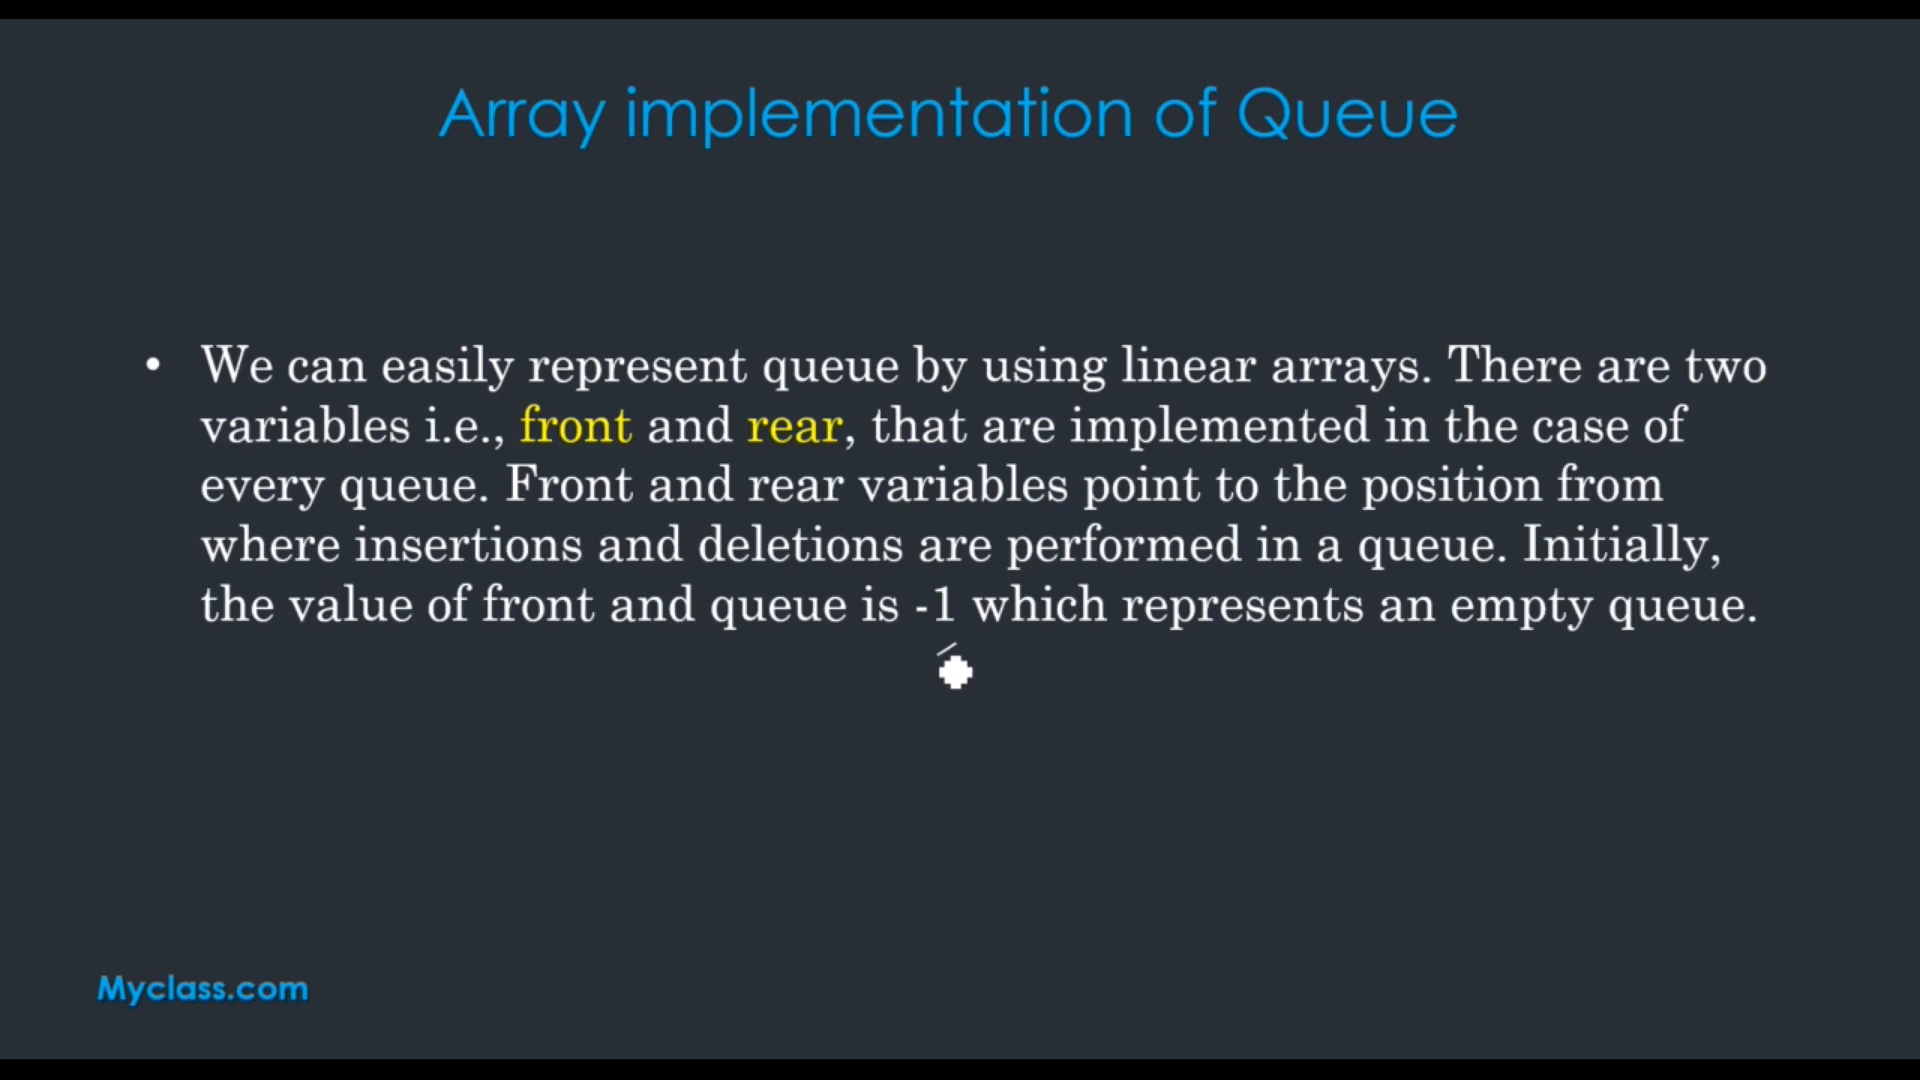 Array implementation of Queue
• We can easily represent queue by using linear arrays. There are two
variables i.e., front and rear, that are implemented in the case of
every queue. Front and rear variables point to the position from
where insertions and deletions are performed in a queue. Initially,
the value of front and queue is -1 which represents an empty queue.
Myclass.com